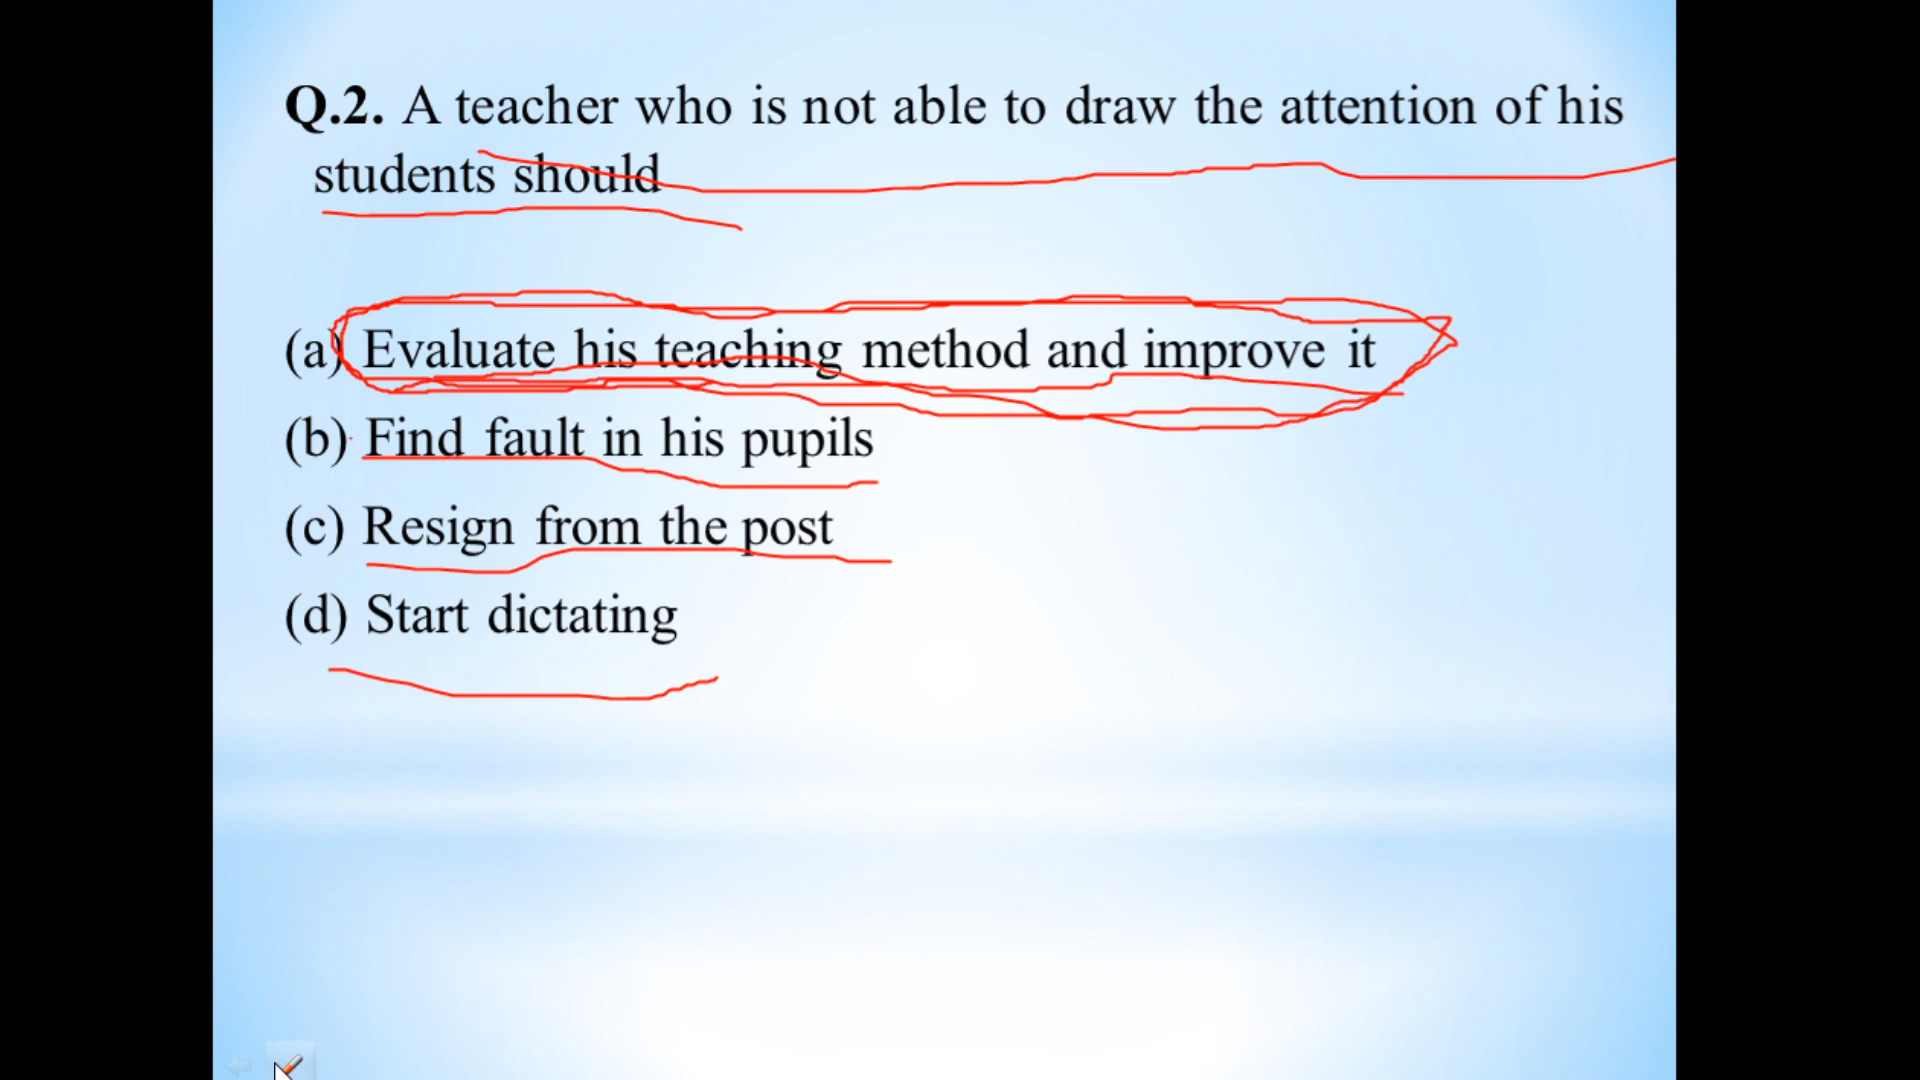 Q.2. A teacher who is not able to draw the attention of his
students should
(a) Evaluate his teaching method and improve it
(b) Find fault in his pupils
(c) Resign from the post
(d) Start dictating